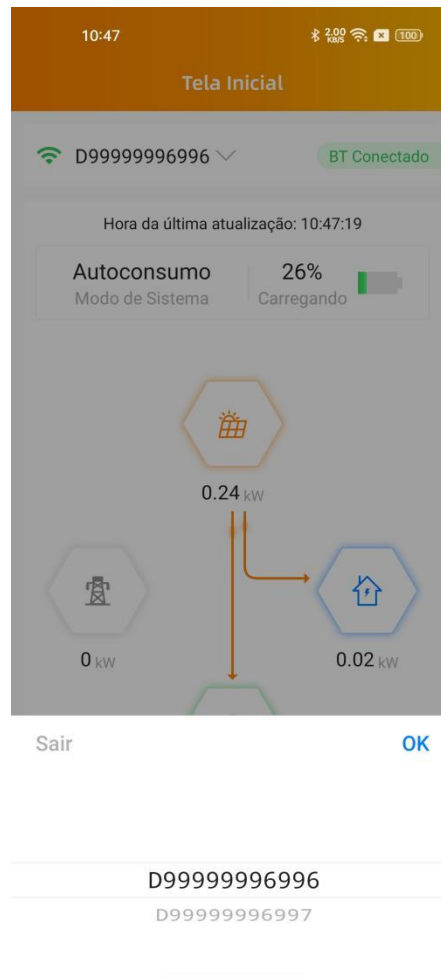 10:47
2.00 KB/S
100
Tela Inicial
D99999996996
BT Conectado
Hora da última atualização: 10:47:19
Autoconsumo
26%
Modo de Sistema
Carregando
0.24 kW
0 kW
0.02 kW
Sair
OK
D99999996996
D99999996997